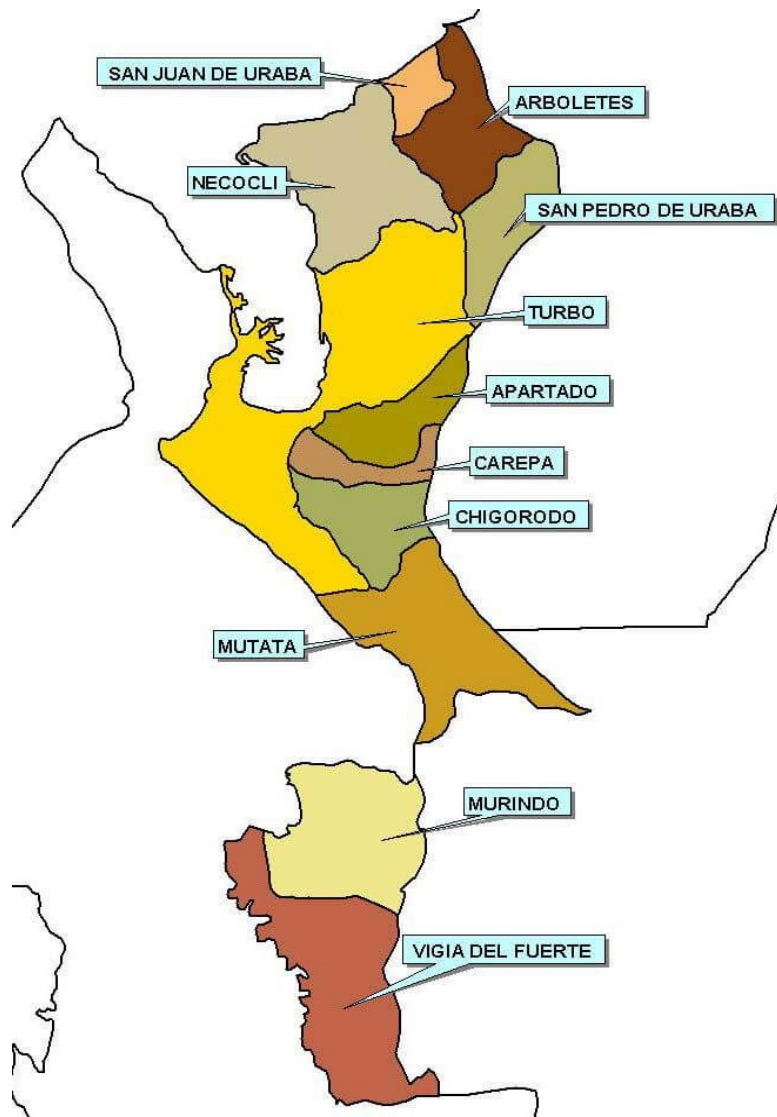 SAN JUAN DE URABA
ARBOLETES
NECOCLI
SAN PEDRO DE URABA
TURBO
APARTADO
CAREPA
CHIGORODO
MUTATA
MURINDO
VIGIA DEL FUERTE